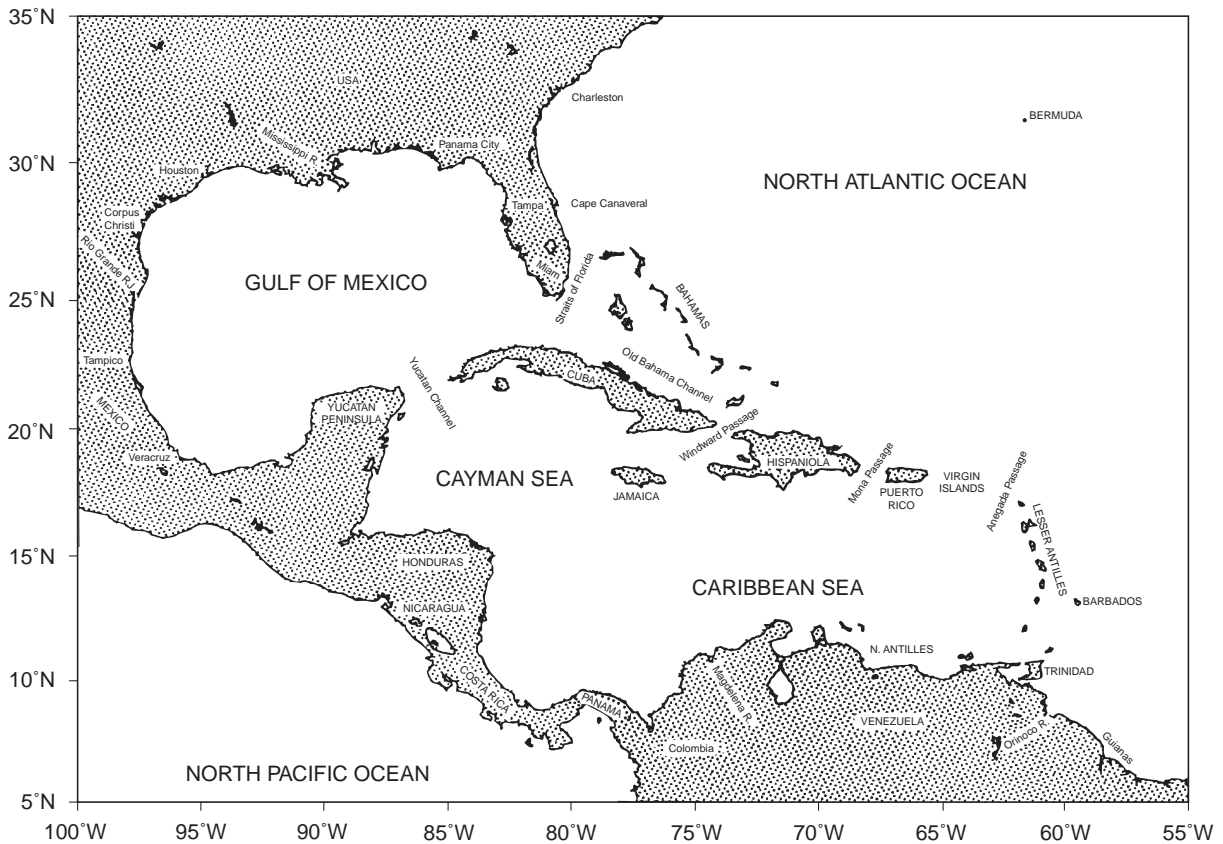 35˚N
30˚N
25˚N
20˚N
15˚N
10˚N
5˚N
USA
Charleston
BERMUDA
Mississippi R.
Panama City
Houston
NORTH ATLANTIC OCEAN
Corpus
Christi
Tampa
Cape Canaveral
Rio Grande RJ
Miam
GULF OF MEXICO
Straits of Florida
BAHAMAS
Tampico
Yucatan Channel
CUBA
Old Bahama Channel
MEXICO
YUCATAN
PENINSULA
Windward Passage
Veracruz
CAYMAN SEA
JAMAICA
HISPANIOLA
Mona Passage
PUERTO
RICO
VIRGIN
ISLANDS
Anegada Passage
LESSER ANTILLES
HONDURAS
CARIBBEAN SEA
BARBADOS
NICARAGUA
N. ANTILLES
COSTA RICA
PANAMA
Magdelena R.
TRINIDAD
VENEZUELA
Orinoco R.
Guianas
Colombia
NORTH PACIFIC OCEAN
100˚W
95˚W
90˚W
85˚W
80˚W
75˚W
70˚W
65˚W
60˚W
55˚W